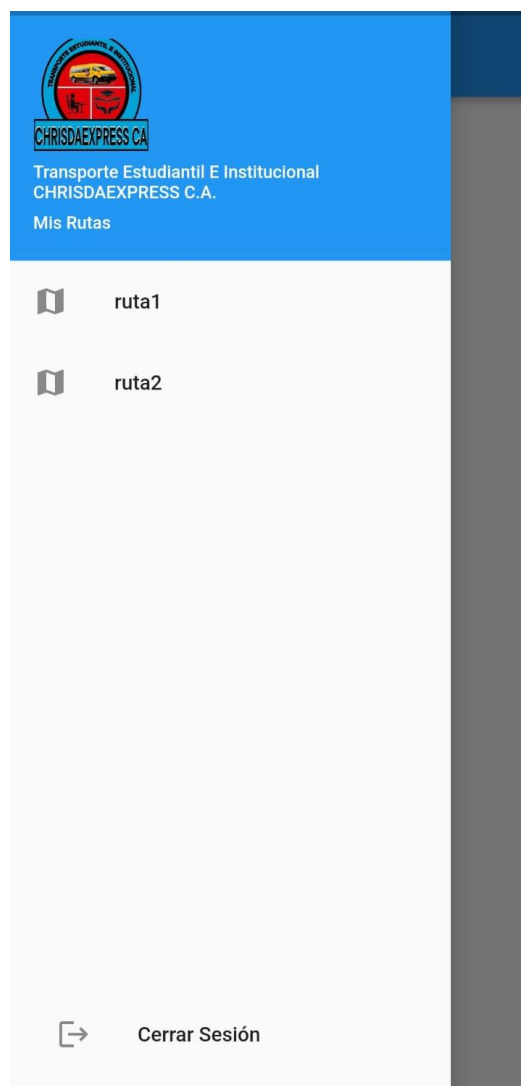 TRANSPORTE ESTUDIANTIL E INSTITUCIONAL
CHRISDAEXPRESS CA
Transporte Estudiantil E Institucional
CHRISDAEXPRESS C.A.
Mis Rutas
ruta1
ruta2
Cerrar Sesión